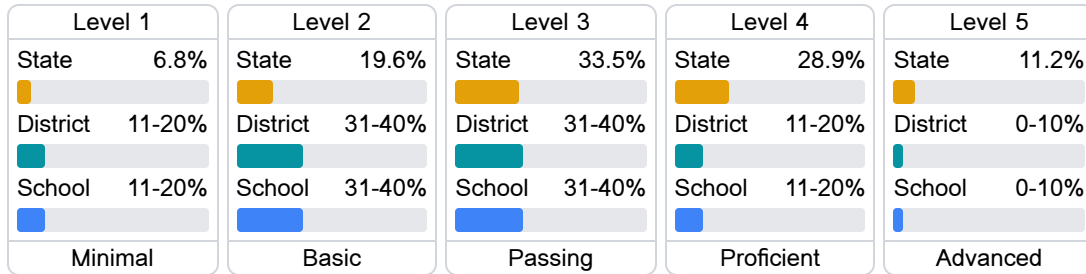 Level 1
State 6.8%
District 11-20%
School 11-20%
Minimal
Level 2
State 19.6%
District 31-40%
School 31-40%
Basic
Level 3
State 33.5%
District 31-40%
School 31-40%
Passing
Level 4
State 28.9%
District 11-20%
School 11-20%
Proficient
Level 5
State 11.2%
District 0-10%
School 0-10%
Advanced